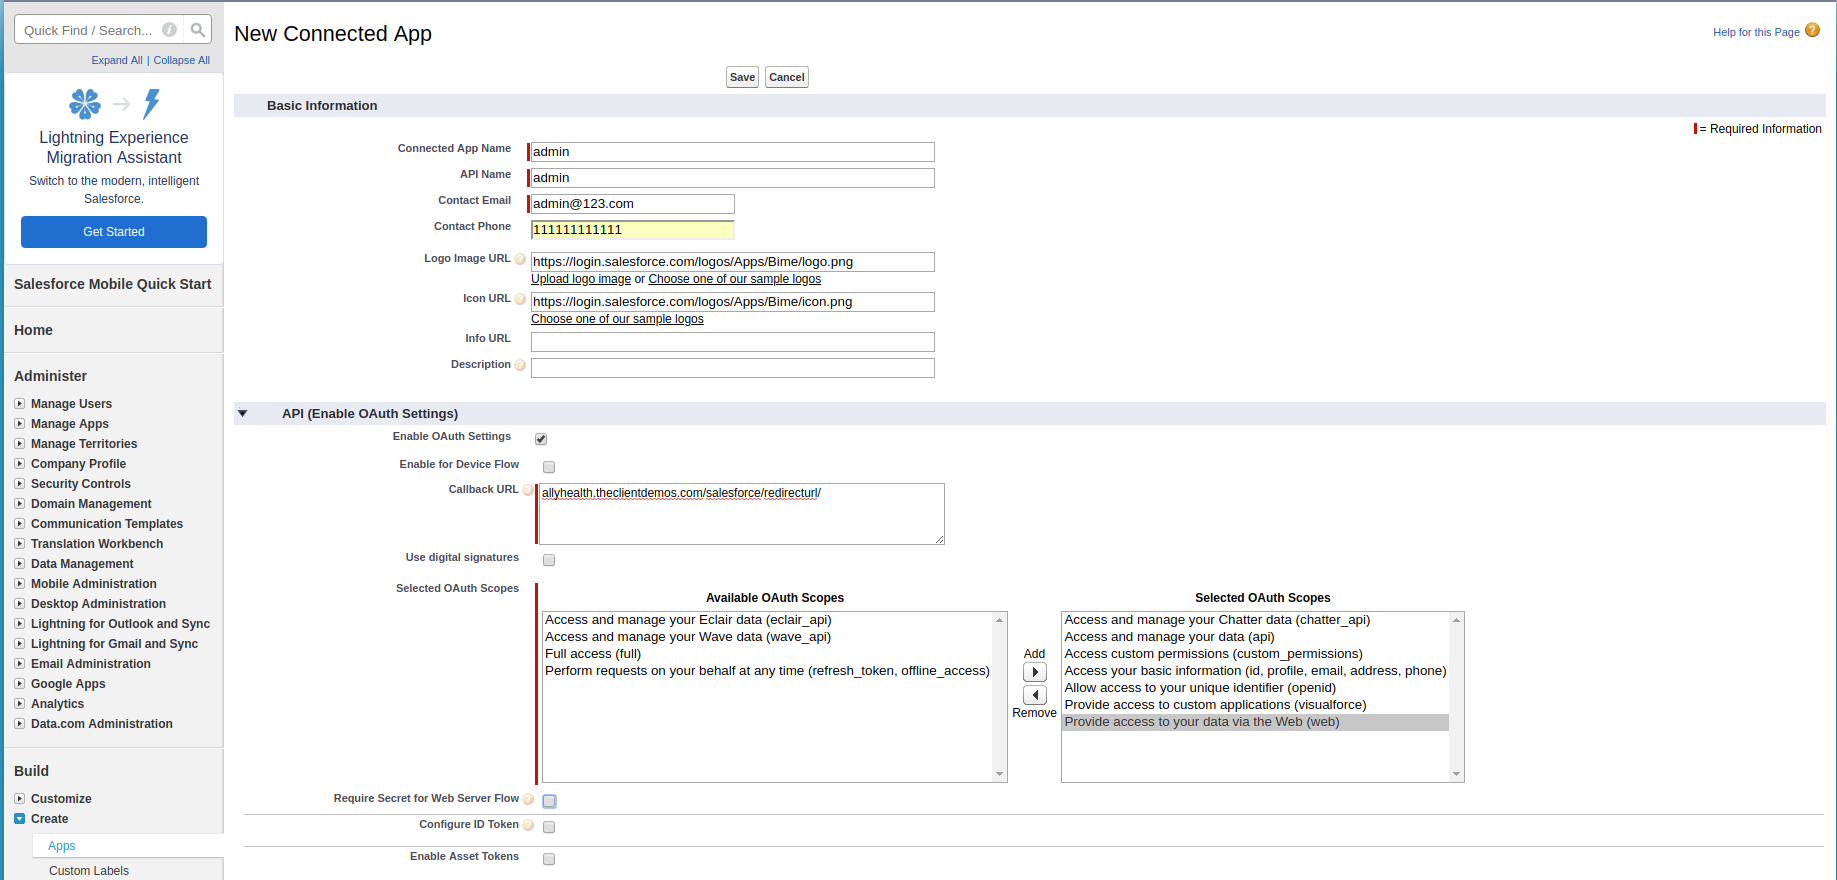 Quick Find / Search...
Expand All | Collapse All
Lightning Experience
Migration Assistant
Switch to the modern, intelligent
Salesforce.
Get Started
Salesforce Mobile Quick Start
Home
Administer
Manage Users
Manage Apps
Manage Territories
Company Profile
Security Controls
Domain Management
Communication Templates
Translation Workbench
Data Management
Mobile Administration
Desktop Administration
Lightning for Outlook and Sync
Lightning for Gmail and Sync
Email Administration
Google Apps
Analytics
Data.com Administration
Build
Customize
Create
Apps
Custom Labels
New Connected App
Help for this Page ?
Save Cancel
Basic Information
= Required Information
Connected App Name admin
API Name admin
Contact Email admin@123.com
Contact Phone 111111111111
Logo Image URL https://login.salesforce.com/logos/Apps/Bime/logo.png
Upload logo image or Choose one of our sample logos
Icon URL https://login.salesforce.com/logos/Apps/Bime/icon.png
Choose one of our sample logos
Info URL
Description
API (Enable OAuth Settings)
Enable OAuth Settings
Enable for Device Flow
Callback URL allyhealth.theclientdemos.com/salesforce/redirecturl/
Use digital signatures
Selected OAuth Scopes
Available OAuth Scopes
Access and manage your Eclair data (eclair_api)
Access and manage your Wave data (wave_api)
Full access (full)
Perform requests on your behalf at any time (refresh_token, offline_access)
Add
Remove
Selected OAuth Scopes
Access and manage your Chatter data (chatter_api)
Access and manage your data (api)
Access custom permissions (custom_permissions)
Access your basic information (id, profile, email, address, phone)
Allow access to your unique identifier (openid)
Provide access to custom applications (visualforce)
Provide access to your data via the Web (web)
Require Secret for Web Server Flow
Configure ID Token
Enable Asset Tokens